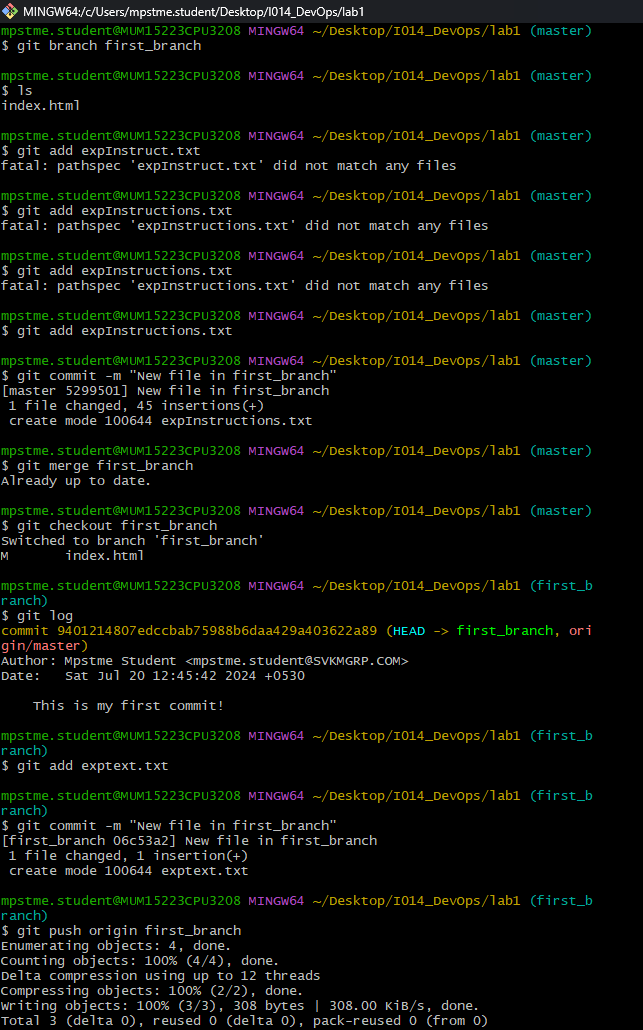 MINGW64:/c/Users/mpstme.student/Desktop/I014_DevOps/lab1
mpstme.student@MUM15223CPU3208 MINGW64 ~/Desktop/I014_DevOps/lab1 (master)
$ git branch first_branch
mpstme.student@MUM15223CPU3208 MINGW64 ~/Desktop/I014_DevOps/lab1 (master)
$ ls
index.html
mpstme.student@MUM15223CPU3208 MINGW64 ~/Desktop/I014_DevOps/lab1 (master)
$ git add expInstruct.txt
fatal: pathspec 'expInstruct.txt' did not match any files
mpstme.student@MUM15223CPU3208 MINGW64 ~/Desktop/I014_DevOps/lab1 (master)
$ git add expInstructions.txt
fatal: pathspec 'expInstructions.txt' did not match any files
mpstme.student@MUM15223CPU3208 MINGW64 ~/Desktop/I014_DevOps/lab1 (master)
$ git add expInstructions.txt
fatal: pathspec 'expInstructions.txt' did not match any files
mpstme.student@MUM15223CPU3208 MINGW64 ~/Desktop/I014_DevOps/lab1 (master)
$ git add expInstructions.txt
mpstme.student@MUM15223CPU3208 MINGW64 ~/Desktop/I014_DevOps/lab1 (master)
$ git commit -m "New file in first_branch"
[master 5299501] New file in first_branch
 1 file changed, 45 insertions(+)
 create mode 100644 expInstructions.txt
mpstme.student@MUM15223CPU3208 MINGW64 ~/Desktop/I014_DevOps/lab1 (master)
$ git merge first_branch
Already up to date.
mpstme.student@MUM15223CPU3208 MINGW64 ~/Desktop/I014_DevOps/lab1 (master)
$ git checkout first_branch
Switched to branch 'first_branch'
M       index.html
mpstme.student@MUM15223CPU3208 MINGW64 ~/Desktop/I014_DevOps/lab1 (first_b
ranch)
$ git log
commit 9401214807edccbab75988b6daa429a403622a89 (HEAD -> first_branch, ori
gin/master)
Author: Mpstme Student <mpstme.student@SVKMGRP.COM>
Date:   Sat Jul 20 12:45:42 2024 +0530
    This is my first commit!
mpstme.student@MUM15223CPU3208 MINGW64 ~/Desktop/I014_DevOps/lab1 (first_b
ranch)
$ git add exptext.txt
mpstme.student@MUM15223CPU3208 MINGW64 ~/Desktop/I014_DevOps/lab1 (first_b
ranch)
$ git commit -m "New file in first_branch"
[first_branch 06c53a2] New file in first_branch
 1 file changed, 1 insertion(+)
 create mode 100644 exptext.txt
mpstme.student@MUM15223CPU3208 MINGW64 ~/Desktop/I014_DevOps/lab1 (first_b
ranch)
$ git push origin first_branch
Enumerating objects: 4, done.
Counting objects: 100% (4/4), done.
Delta compression using up to 12 threads
Compressing objects: 100% (2/2), done.
Writing objects: 100% (3/3), 308 bytes | 308.00 KiB/s, done.
Total 3 (delta 0), reused 0 (delta 0), pack-reused 0 (from 0)